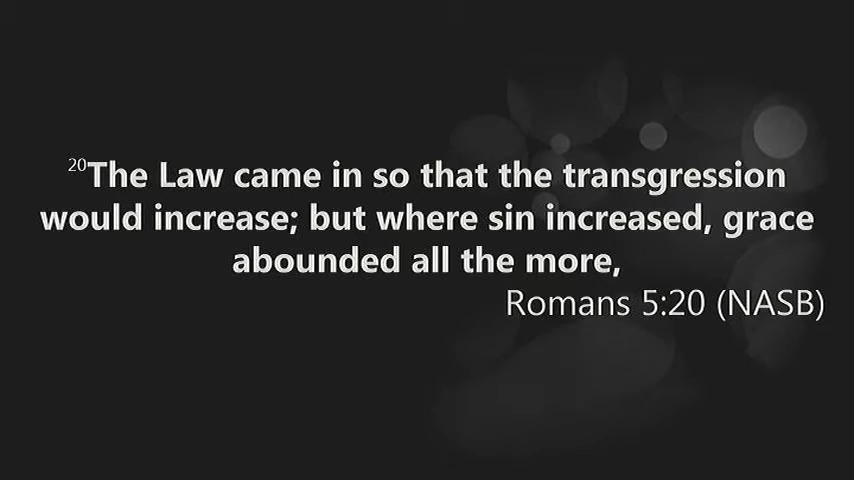 20The Law came in so that the transgression
would increase; but where sin increased, grace
abounded all the more,
Romans 5:20 (NASB)